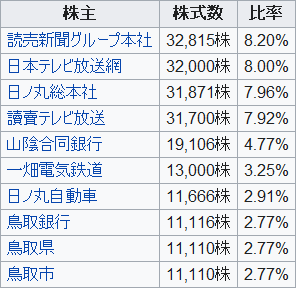 株主 株式数 比率
読売新聞グループ本社 32,815株 8.20%
日本テレビ放送網 32,000株 8.00%
日ノ丸総本社 31,871株 7.96%
讀賣テレビ放送 31,700株 7.92%
山陰合同銀行 19,106株 4.77%
一畑電気鉄道 13,000株 3.25%
日ノ丸自動車 11,666株 2.91%
鳥取銀行 11,116株 2.77%
鳥取県 11,110株 2.77%
鳥取市 11,110株 2.77%